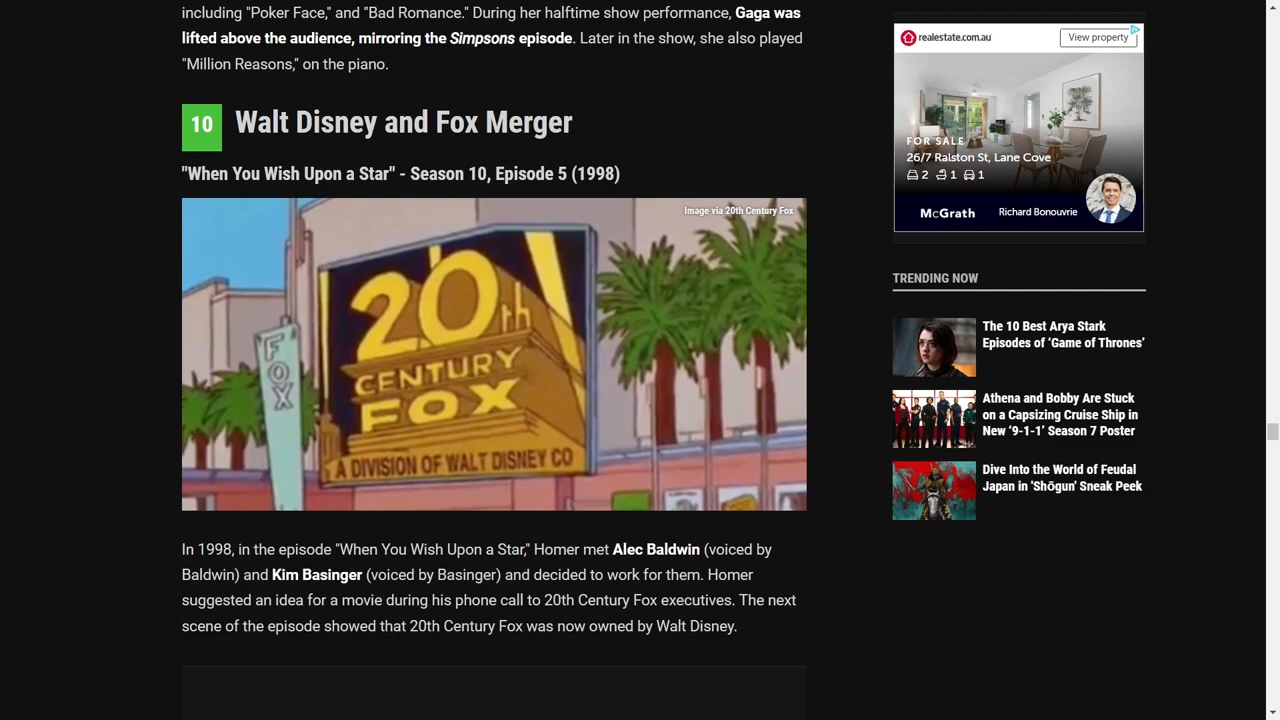 including "Poker Face," and "Bad Romance." During her halftime show performance, Gaga was
lifted above the audience, mirroring the Simpsons episode. Later in the show, she also played
"Million Reasons," on the piano.
10 Walt Disney and Fox Merger
"When You Wish Upon a Star" - Season 10, Episode 5 (1998)
Image via 20th Century Fox
FOX
20th
CENTURY
FOX
A DIVISION OF WALT DISNEY CO
In 1998, in the episode "When You Wish Upon a Star," Homer met Alec Baldwin (voiced by
Baldwin) and Kim Basinger (voiced by Basinger) and decided to work for them. Homer
suggested an idea for a movie during his phone call to 20th Century Fox executives. The next
scene of the episode showed that 20th Century Fox was now owned by Walt Disney.
realestate.com.au
View property
FOR SALE
26/7 Ralston St, Lane Cove
2 1 1
McGrath
Richard Bonouvrie
TRENDING NOW
The 10 Best Arya Stark
Episodes of ‘Game of Thrones’
Athena and Bobby Are Stuck
on a Capsizing Cruise Ship in
New ‘9-1-1’ Season 7 Poster
Dive Into the World of Feudal
Japan in 'Shōgun' Sneak Peek